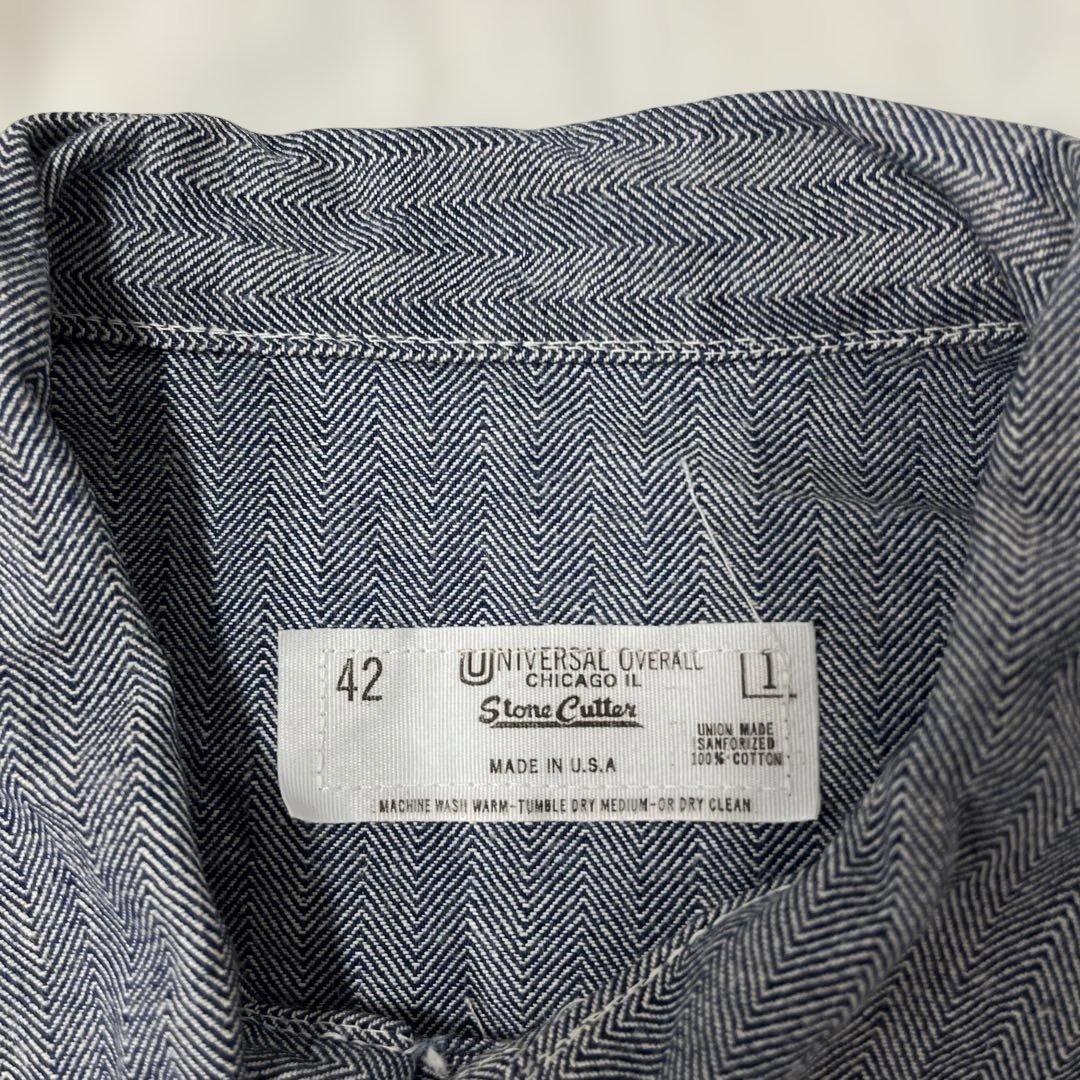 42
UNIVERSAL OVERALL
1
CHICAGO IL
Stone Cutter
MADE IN U.S.A
UNION MADE
SANFORIZED
100% COTTON
MACHINE WASH WARM-TUMBLE DRY MEDIUM-OR DRY CLEAN